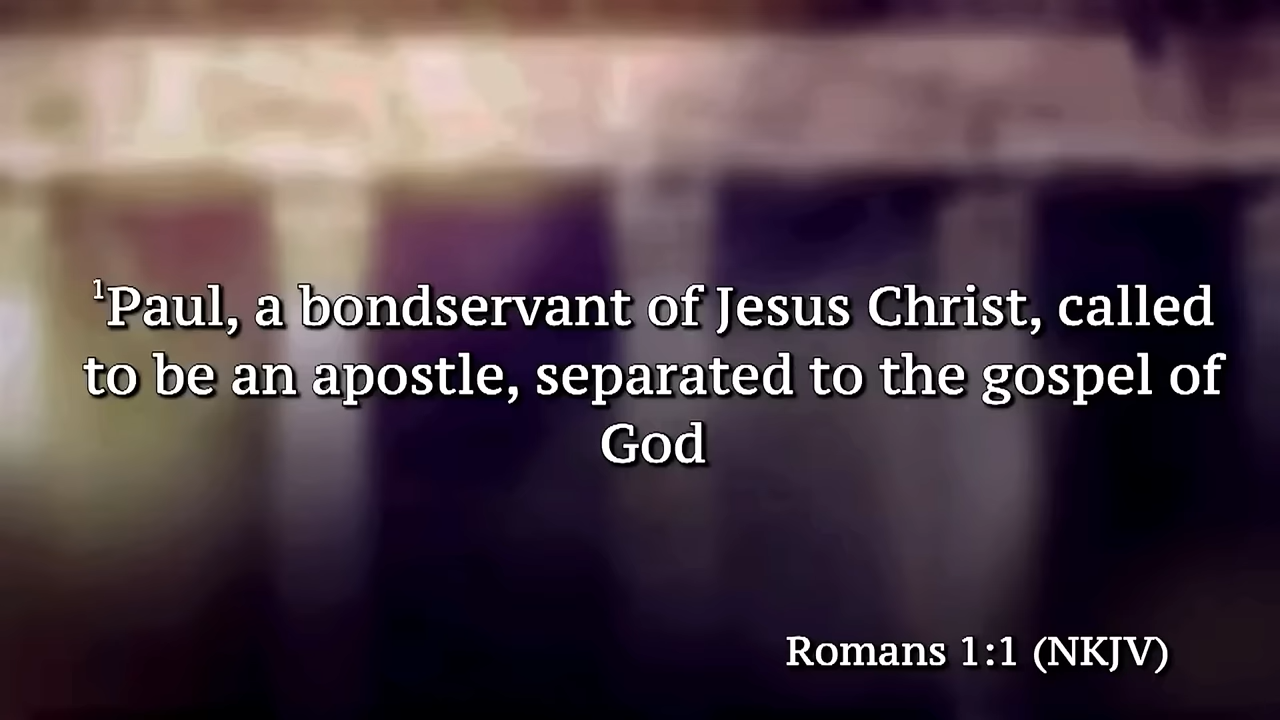 ¹Paul, a bondservant of Jesus Christ, called
to be an apostle, separated to the gospel of
God
Romans 1:1 (NKJV)